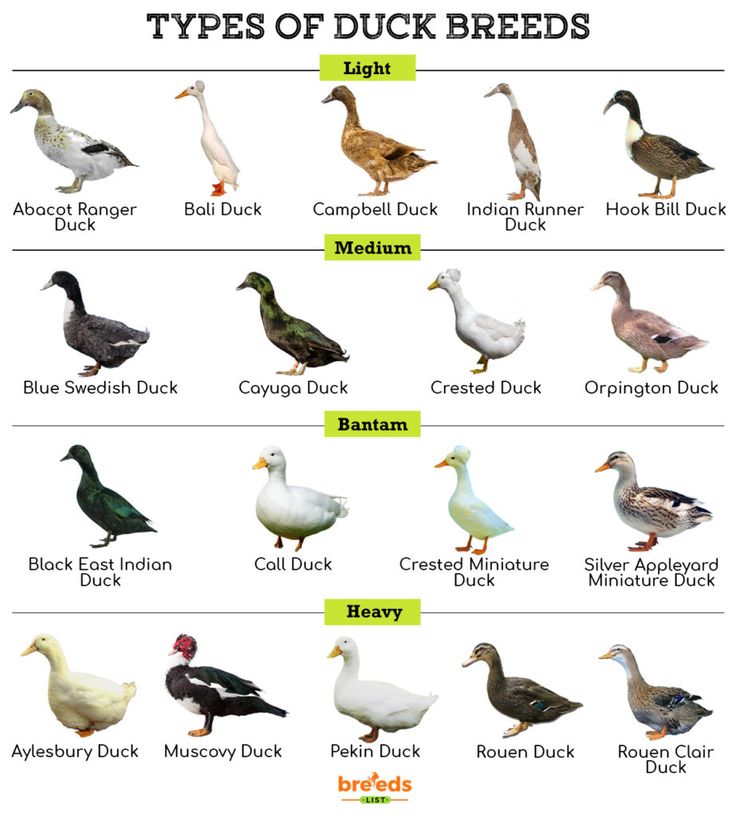 TYPES OF DUCK BREEDS
Light
Abacot Ranger
Duck
Bali Duck
Campbell Duck
Indian Runner
Duck
Hook Bill Duck
Medium
Blue Swedish Duck
Cayuga Duck
Crested Duck
Orpington Duck
Bantam
Black East Indian
Duck
Call Duck
Crested Miniature
Duck
Silver Appleyard
Miniature Duck
Heavy
Aylesbury Duck
Muscovy Duck
Pekin Duck
Rouen Duck
Rouen Clair
Duck
breeds
LIST